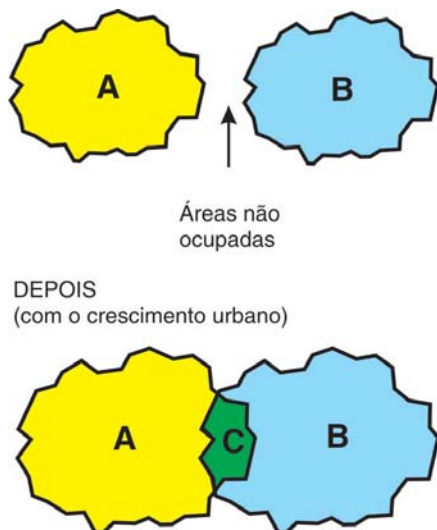 A B
Áreas não
ocupadas
DEPOIS
(com o crescimento urbano)
A C B